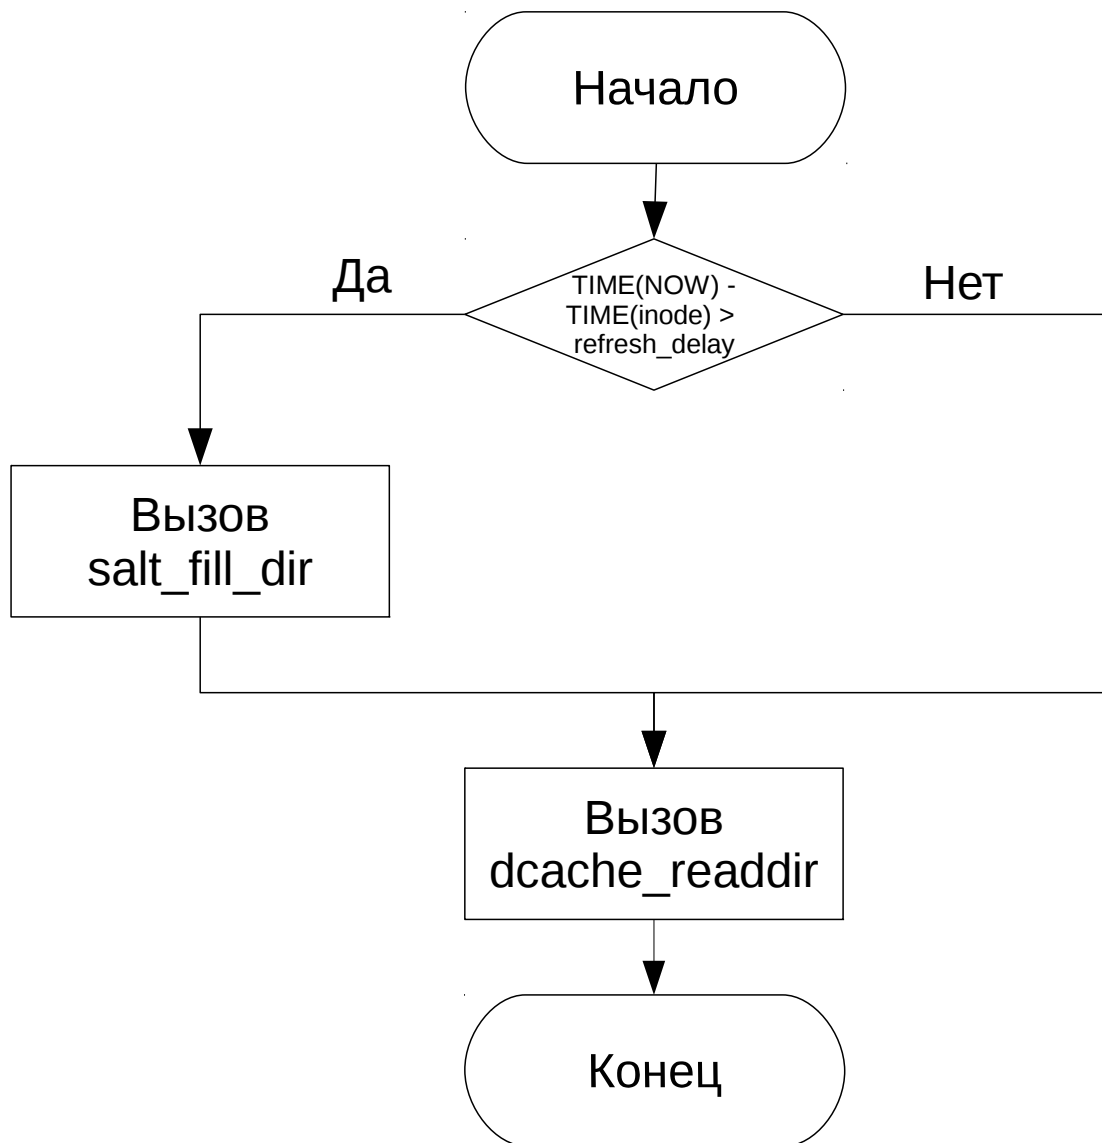 Начало
Да
Нет
TIME(NOW) -
TIME(inode) >
refresh_delay
Вызов
salt_fill_dir
Вызов
dcache_readdir
Конец